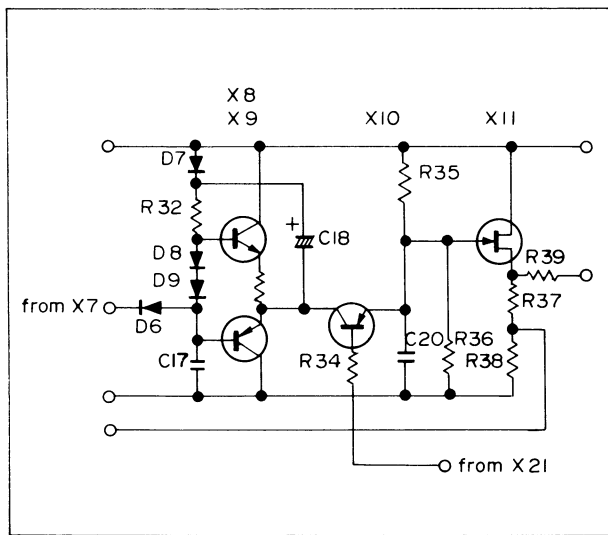 X8
X9 X10 X11
D7
R35
R32
+
C18
D8
R39
D9
R37
from X7
D6
C20 R36
C17 R34 R38
from X21